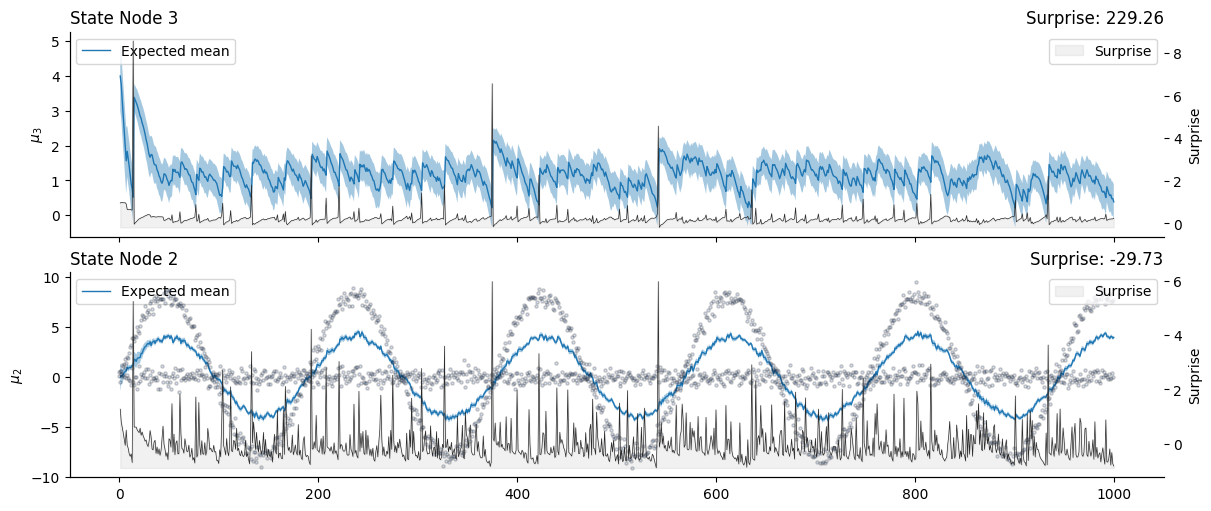 State Node 3
Surprise: 229.26
Expected mean
Surprise
5
4
3
2
1
0
μ3
8
6
4
2
0
Surprise
State Node 2
Surprise: -29.73
Expected mean
Surprise
10
5
0
−5
−10
μ2
6
4
2
0
Surprise
0
200
400
600
800
1000